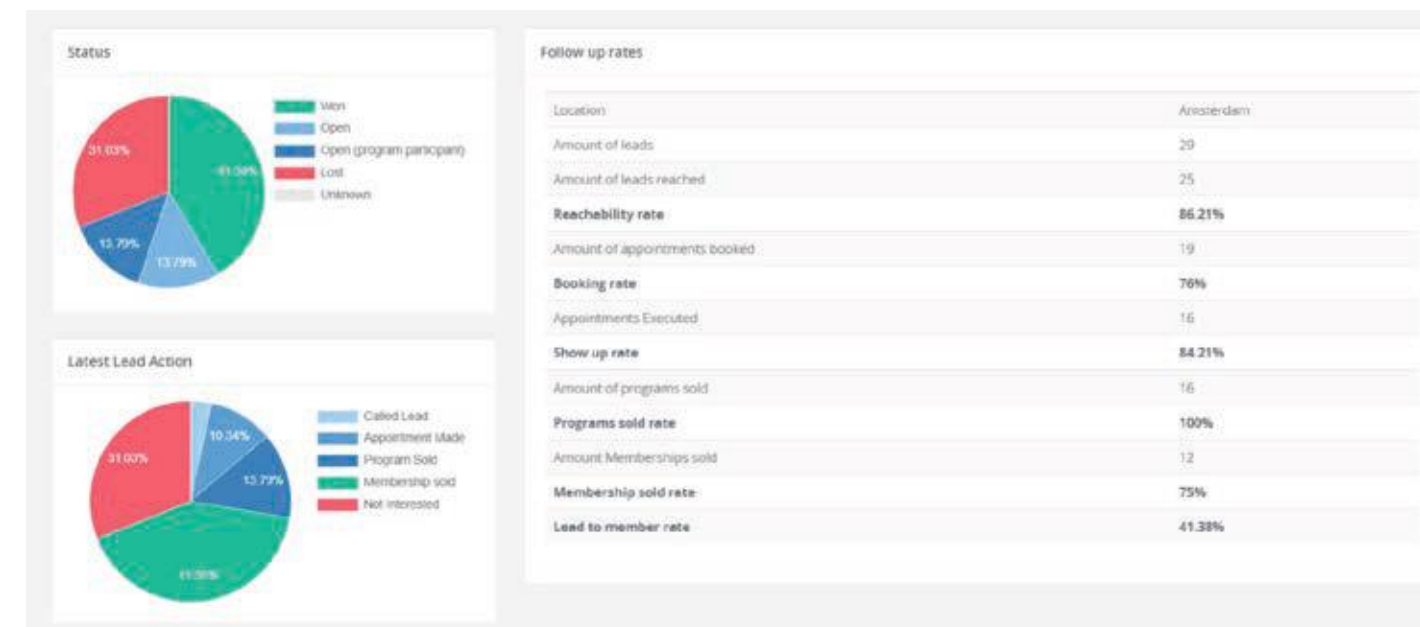 Status
Won
Open
Open (program participant)
Lost
Unknown
31.03%
41.38%
13.79%
13.79%
Latest Lead Action
Called Lead
Appointment Made
Program Sold
Membership sold
Not interested
10.34%
31.03%
13.79%
41.38%
Follow up rates
Location Amsterdam
Amount of leads 29
Amount of leads reached 25
Reachability rate 86.21%
Amount of appointments booked 19
Booking rate 76%
Appointments Executed 16
Show up rate 84.21%
Amount of programs sold 16
Programs sold rate 100%
Amount Memberships sold 12
Membership sold rate 75%
Lead to member rate 41.38%